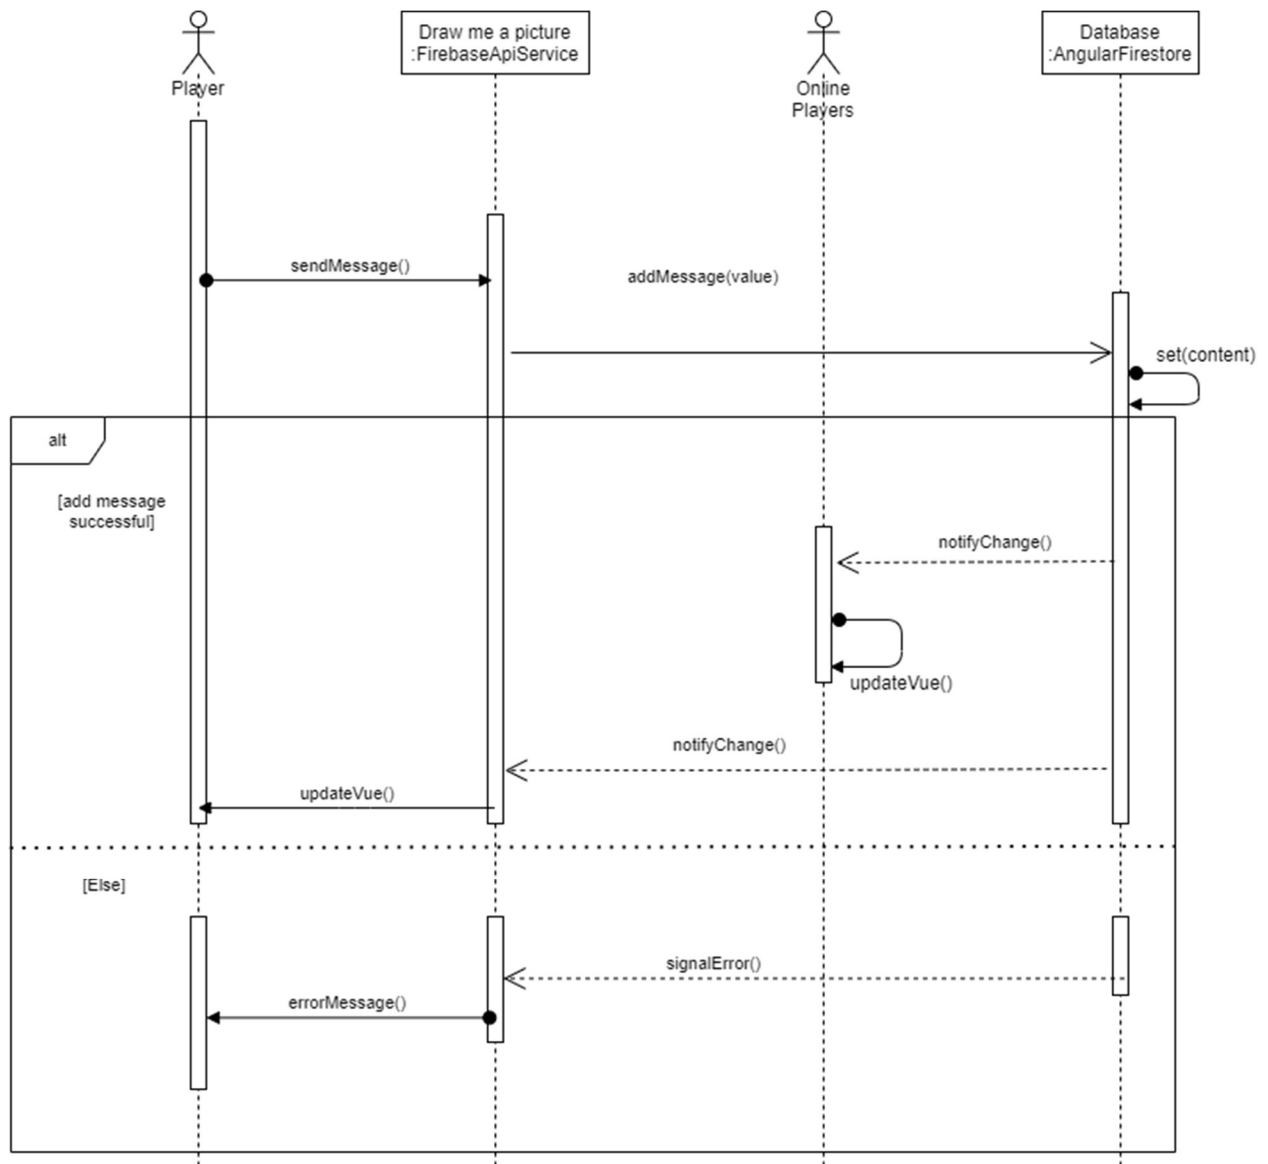 Player
Draw me a picture
:FirebaseApiService
Online
Players
Database
:AngularFirestore
sendMessage()
addMessage(value)
set(content)
alt
[add message
successful]
notifyChange()
updateVue()
notifyChange()
updateVue()
[Else]
signalError()
errorMessage()